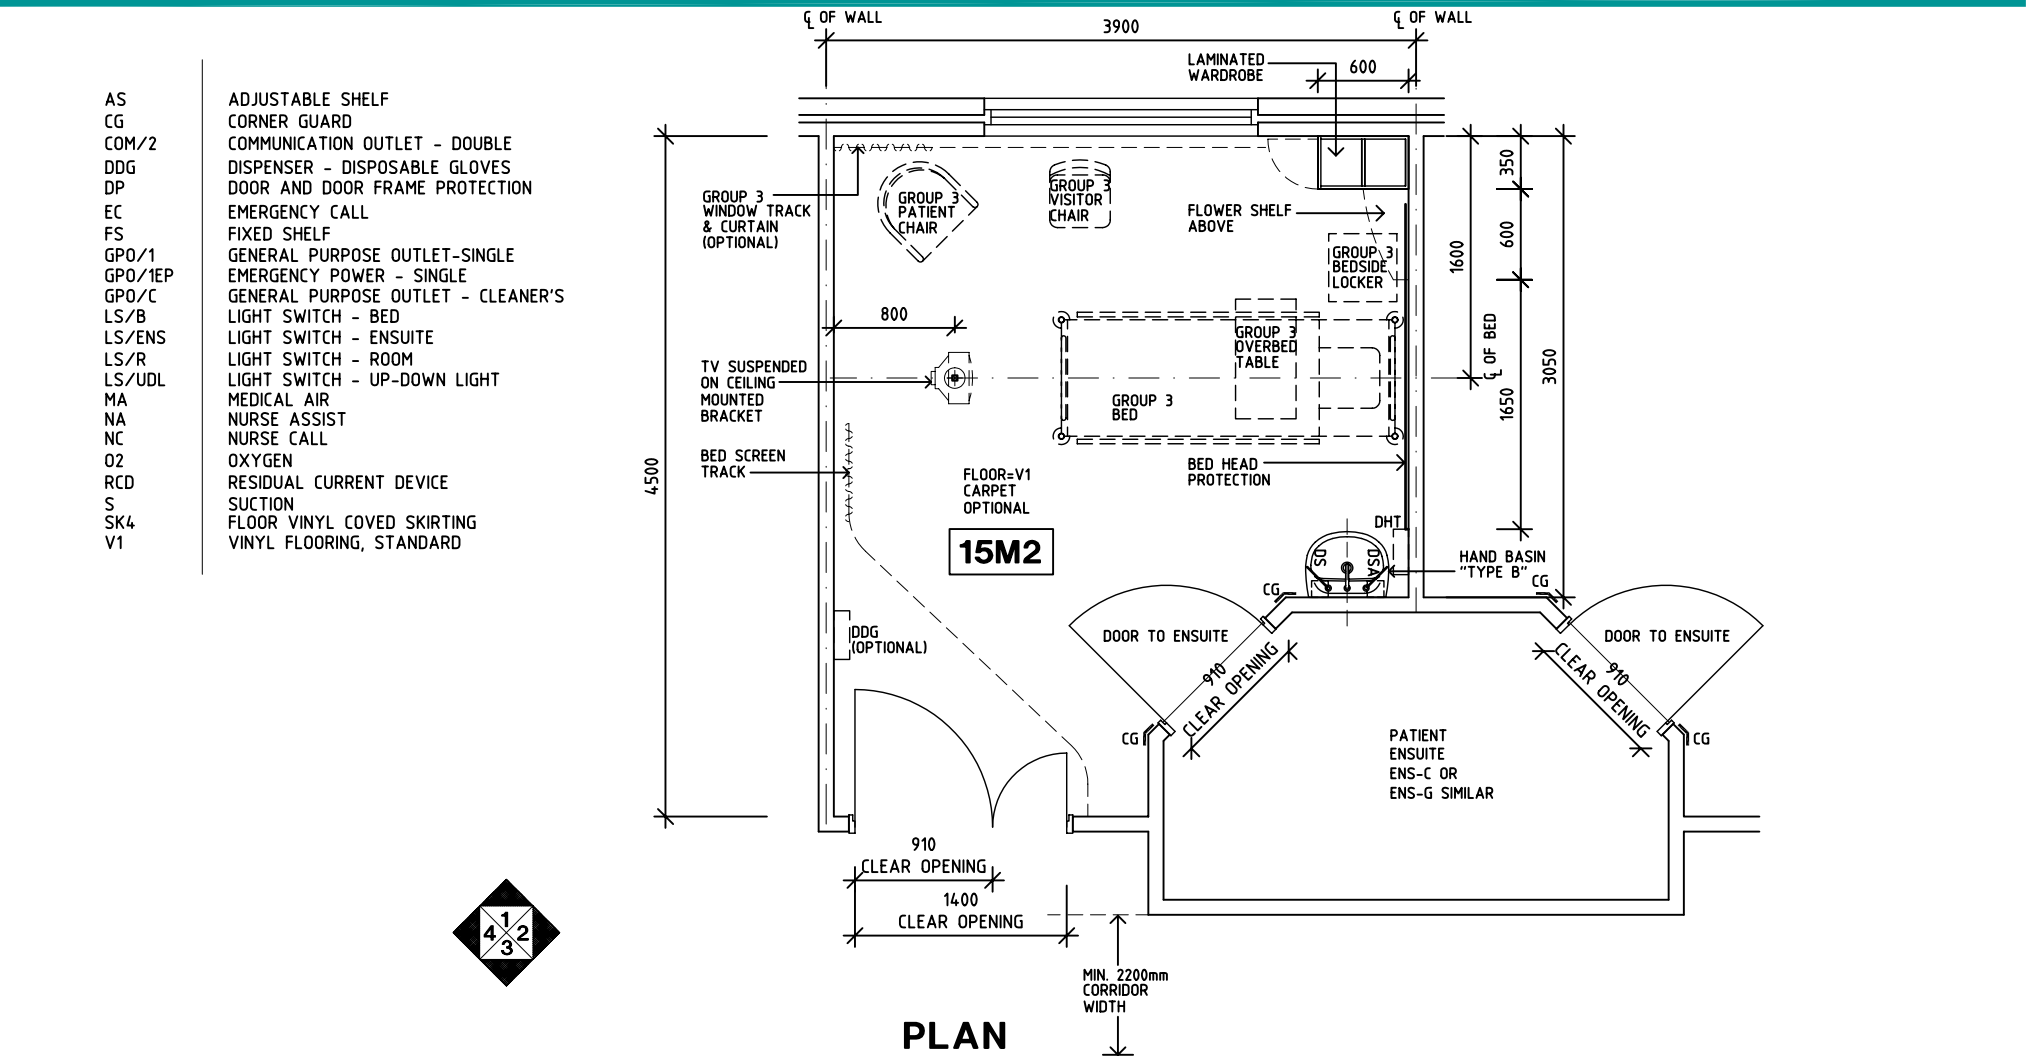 AS ADJUSTABLE SHELF
CG CORNER GUARD
COM/2 COMMUNICATION OUTLET - DOUBLE
DDG DISPENSER - DISPOSABLE GLOVES
DP DOOR AND DOOR FRAME PROTECTION
EC EMERGENCY CALL
FS FIXED SHELF
GPO/1 GENERAL PURPOSE OUTLET-SINGLE
GPO/1EP EMERGENCY POWER - SINGLE
GPO/C GENERAL PURPOSE OUTLET - CLEANER'S
LS/B LIGHT SWITCH - BED
LS/ENS LIGHT SWITCH - ENSUITE
LS/R LIGHT SWITCH - ROOM
LS/UDL LIGHT SWITCH - UP-DOWN LIGHT
MA MEDICAL AIR
NA NURSE ASSIST
NC NURSE CALL
O2 OXYGEN
RCD RESIDUAL CURRENT DEVICE
S SUCTION
SK4 FLOOR VINYL COVED SKIRTING
V1 VINYL FLOORING, STANDARD
℄ OF WALL
3900
℄ OF WALL
LAMINATED
WARDROBE
600
GROUP 3
WINDOW TRACK
& CURTAIN
(OPTIONAL)
GROUP 3
PATIENT
CHAIR
GROUP 3
VISITOR
CHAIR
FLOWER SHELF
ABOVE
GROUP 3
BEDSIDE
LOCKER
350
600
1600
℄ OF BED
1650
3050
800
TV SUSPENDED
ON CEILING
MOUNTED
BRACKET
GROUP 3
OVERBED
TABLE
GROUP 3
BED
BED SCREEN
TRACK
4500
FLOOR=V1
CARPET
OPTIONAL
15M2
BED HEAD
PROTECTION
DHT
DS
DSA
HAND BASIN
"TYPE B"
CG
CG
DDG
(OPTIONAL)
DOOR TO ENSUITE
910
CLEAR OPENING
DOOR TO ENSUITE
910
CLEAR OPENING
CG
CG
PATIENT
ENSUITE
ENS-C OR
ENS-G SIMILAR
910
CLEAR OPENING
1400
CLEAR OPENING
MIN. 2200mm
CORRIDOR
WIDTH
1
4 2
3
PLAN